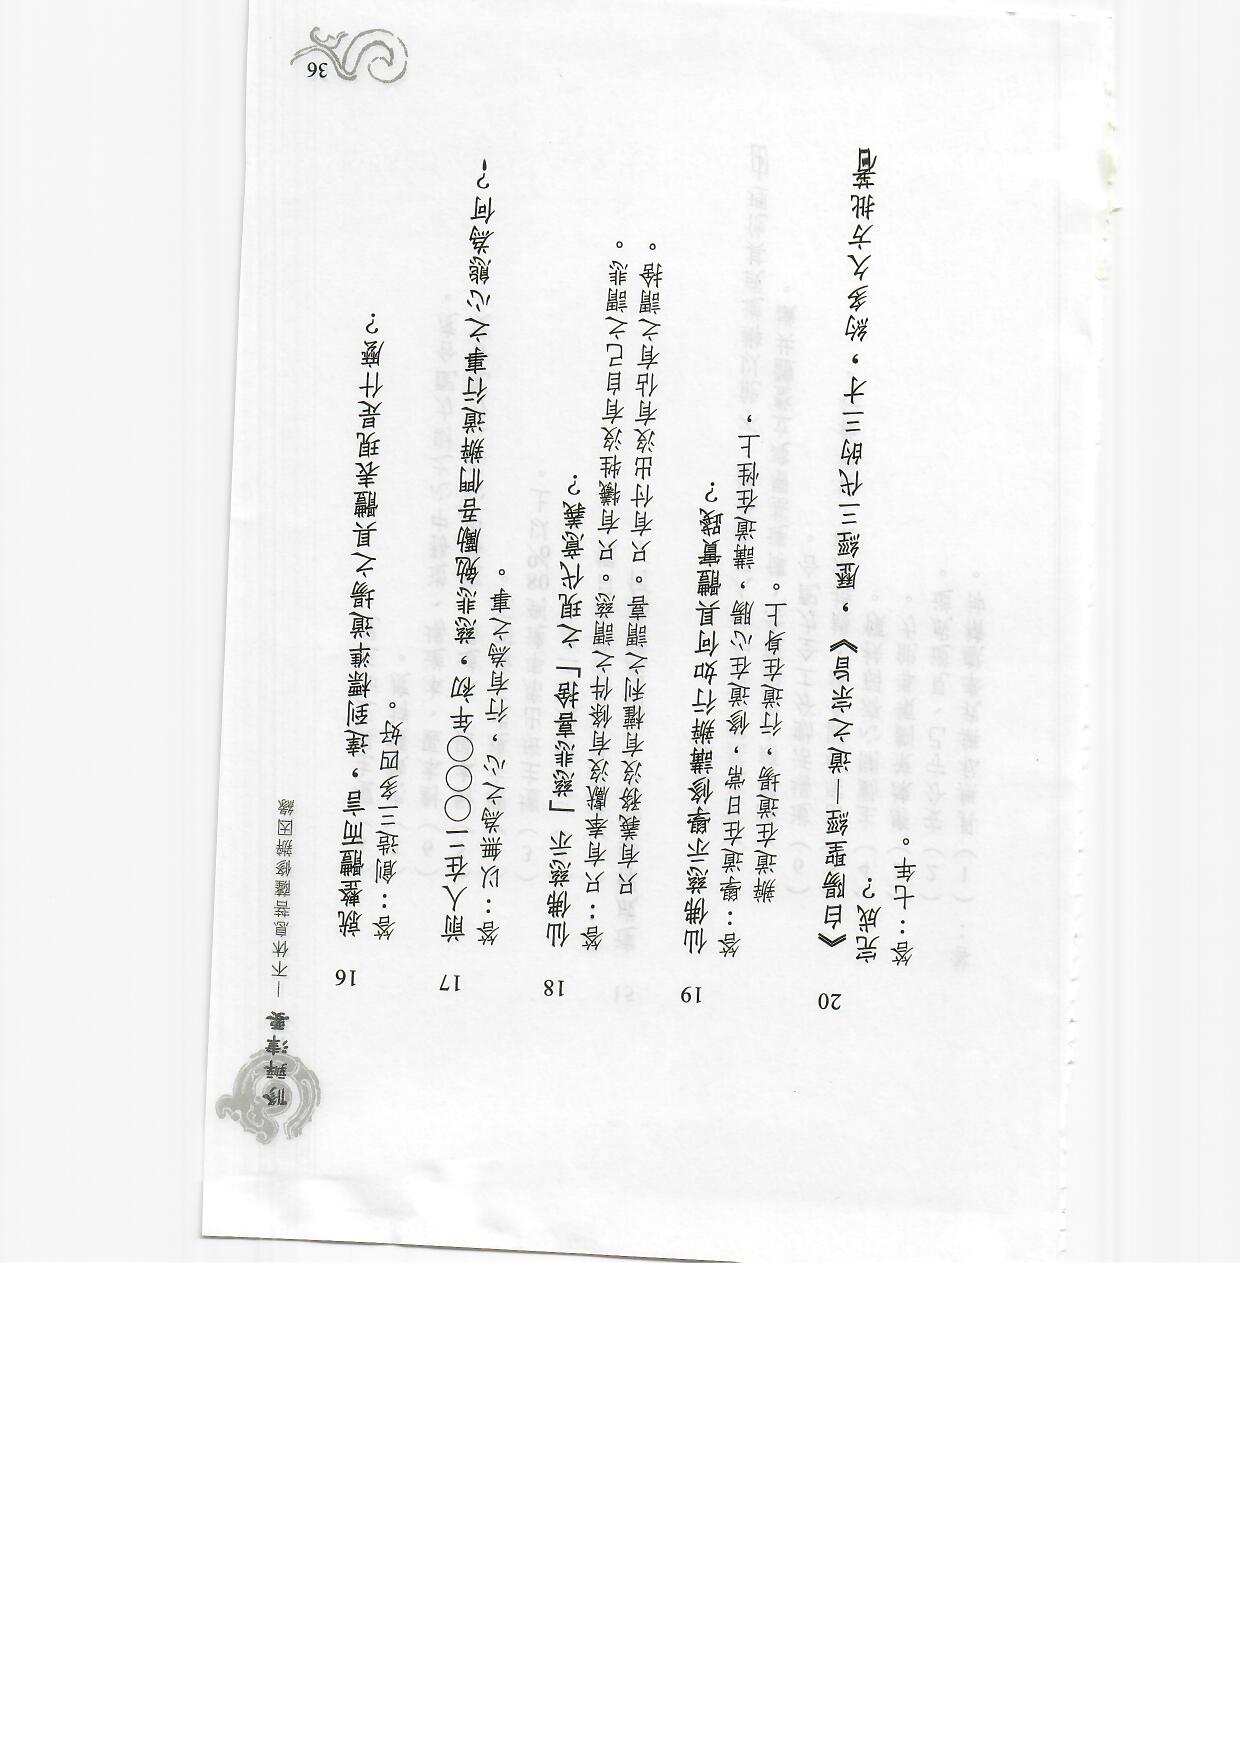 修辦津要
—不休息菩薩修辦因緣
16
就整體而言，達到標準道場之具體表現是什麼？
答：創造三多四好。
17
前人在二○○○年初，慈悲勉勵吾們辦道行事之心態為何？
答：以無為之心，行有為之事。
18
仙佛慈示「慈悲喜捨」之現代意義？
答：只有奉獻沒有條件之謂慈。只有犧牲沒有自己之謂悲。
只有義務沒有權利之謂喜。只有付出沒有佔有之謂捨。
19
仙佛慈示學修講辦行如何具體實踐？
答：學道在日常，修道在心腸，講道在性上，
辦道在道場，行道在身上。
20
《白陽聖經—道之宗旨》，歷經三代的三才，約多久方批著
完成？
答：七年。
36